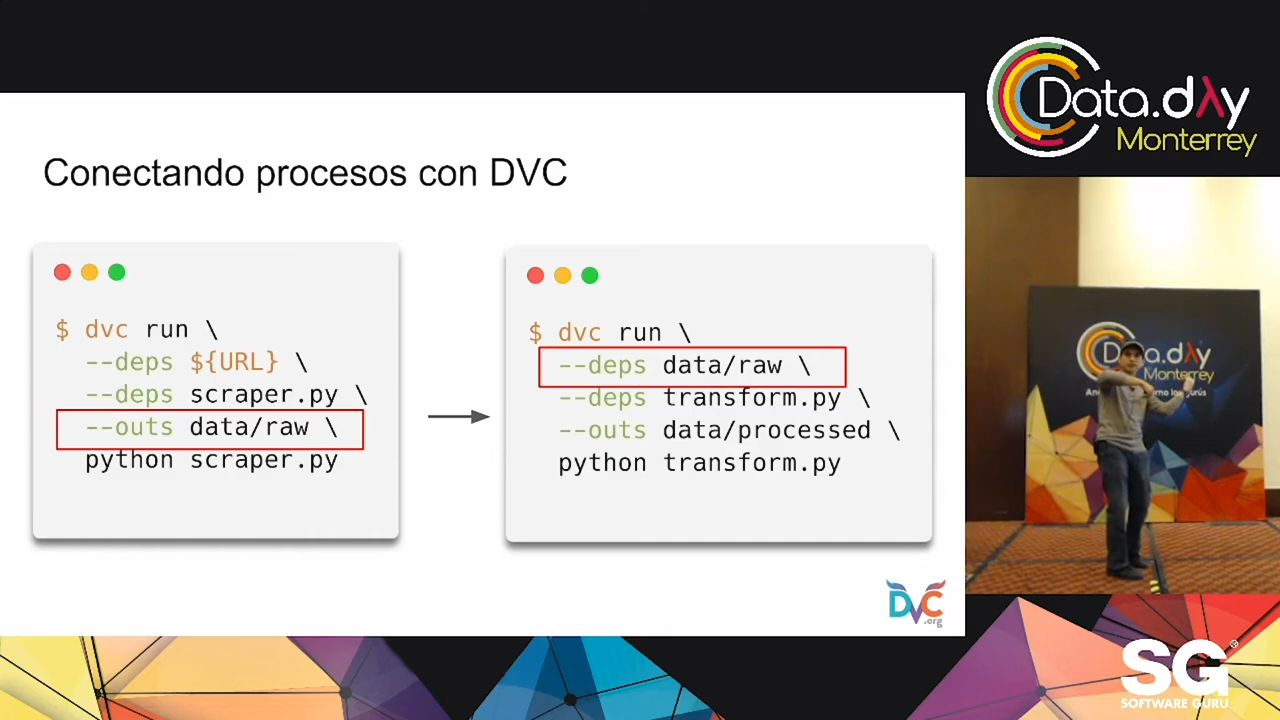 Conectando procesos con DVC
$ dvc run \
--deps ${URL} \
--deps scraper.py \
--outs data/raw \
python scraper.py
$ dvc run \
--deps data/raw \
--deps transform.py \
--outs data/processed \
python transform.py
DVC
.org
Data.dλy
Monterrey
Data.dλy
Monterrey
SG
SOFTWARE GURU